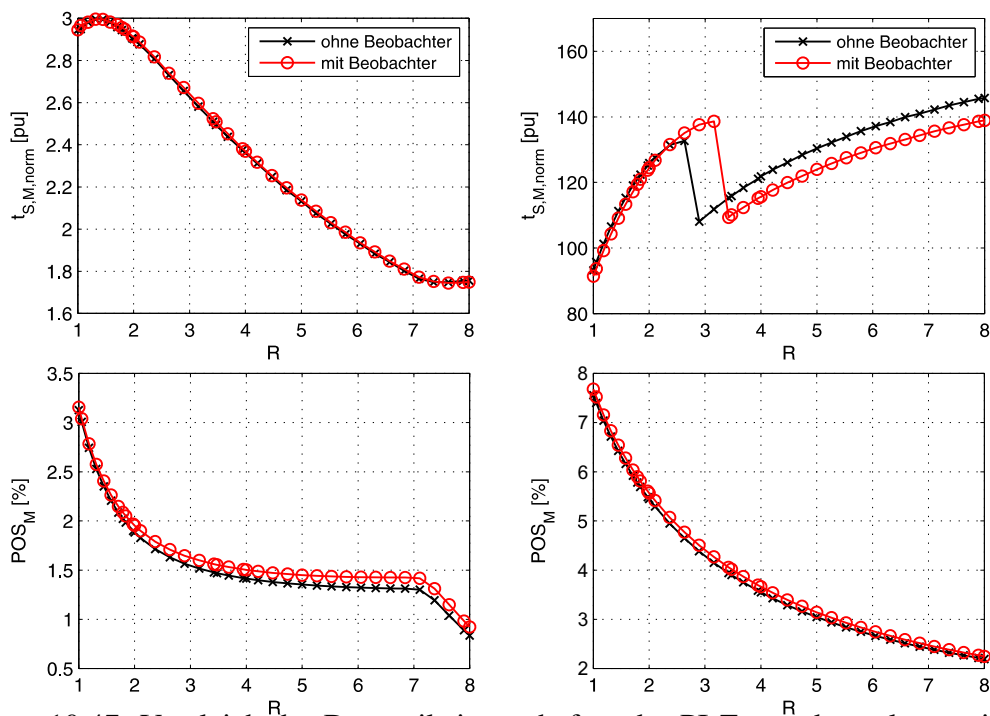 3
2.8
2.6
2.4
2.2
2
1.8
1.6
1 2 3 4 5 6 7 8
R
t_S,M,norm [pu]
ohne Beobachter
mit Beobachter
160
140
120
100
80
1 2 3 4 5 6 7 8
R
t_S,M,norm [pu]
ohne Beobachter
mit Beobachter
3.5
3
2.5
2
1.5
1
0.5
1 2 3 4 5 6 7 8
R
POS_M [%]
8
7
6
5
4
3
2
1 2 3 4 5 6 7 8
R
POS_M [%]
Vergleich der